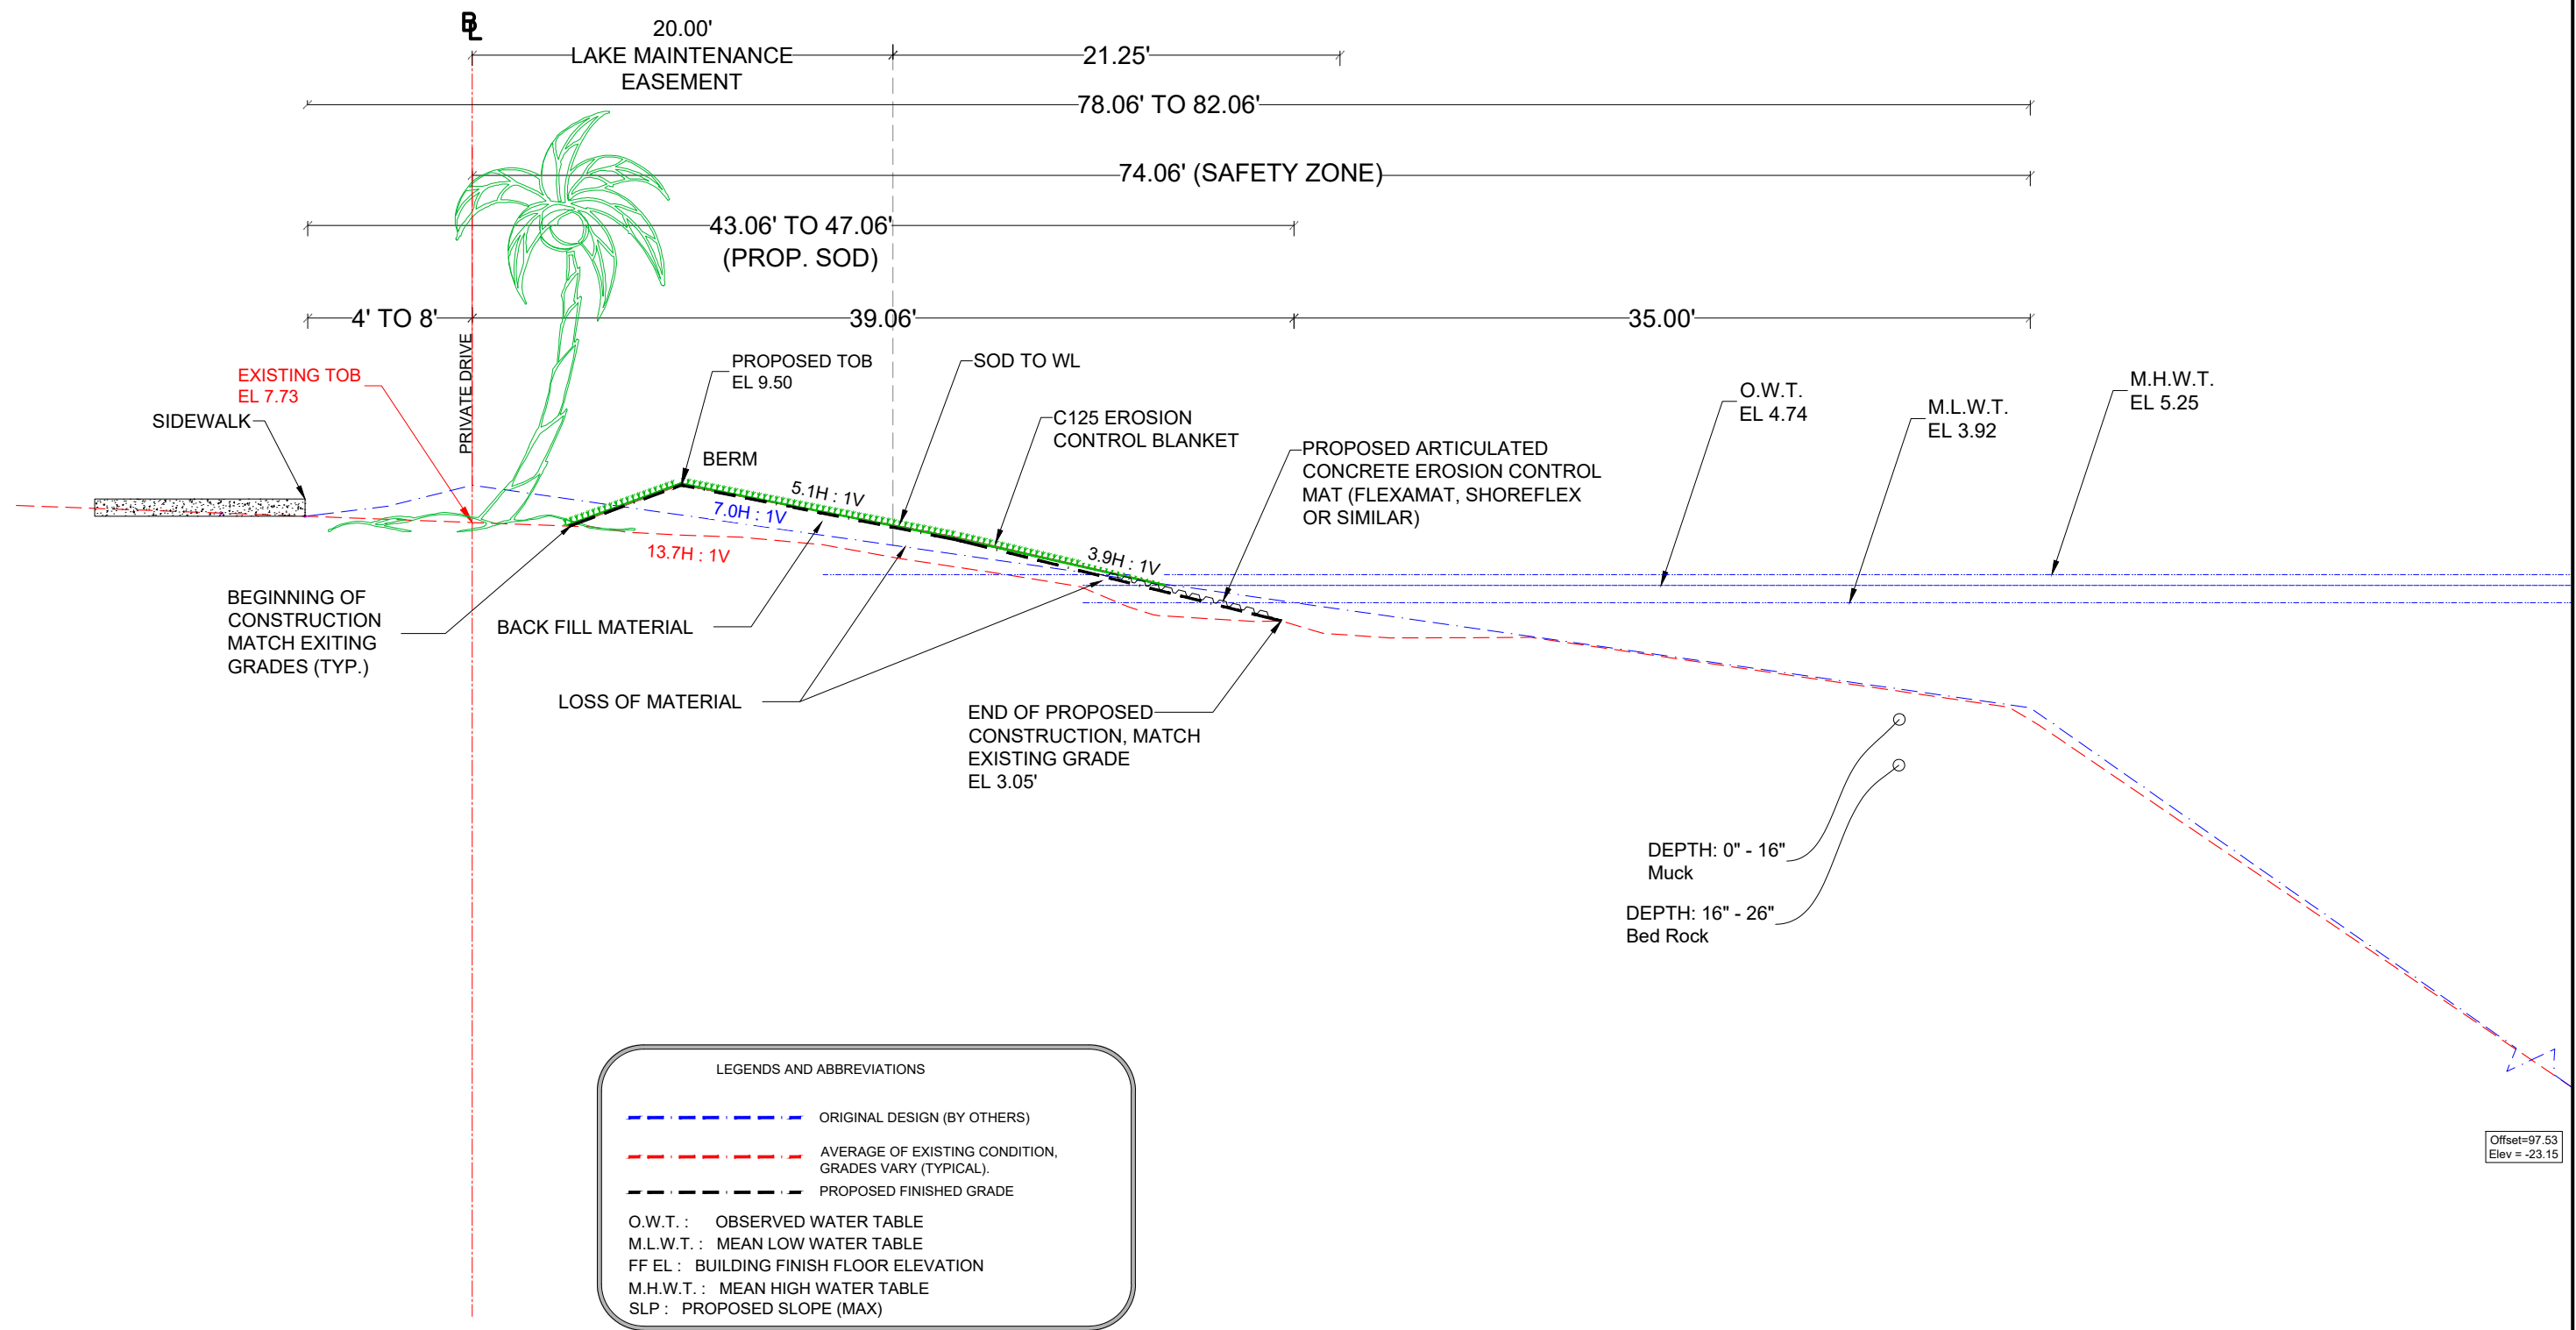 BL
20.00'
LAKE MAINTENANCE
EASEMENT
21.25'
78.06' TO 82.06'
74.06' (SAFETY ZONE)
43.06' TO 47.06'
(PROP. SOD)
4' TO 8'
39.06'
35.00'
PRIVATE DRIVE
EXISTING TOB
EL 7.73
SIDEWALK
PROPOSED TOB
EL 9.50
SOD TO WL
BERM
C125 EROSION
CONTROL BLANKET
PROPOSED ARTICULATED
CONCRETE EROSION CONTROL
MAT (FLEXAMAT, SHOREFLEX
OR SIMILAR)
O.W.T.
EL 4.74
M.L.W.T.
EL 3.92
M.H.W.T.
EL 5.25
5.1H : 1V
7.0H : 1V
13.7H : 1V
3.9H : 1V
BEGINNING OF
CONSTRUCTION
MATCH EXITING
GRADES (TYP.)
BACK FILL MATERIAL
LOSS OF MATERIAL
END OF PROPOSED
CONSTRUCTION, MATCH
EXISTING GRADE
EL 3.05'
DEPTH: 0" - 16"
Muck
DEPTH: 16" - 26"
Bed Rock
Offset=97.53
Elev = -23.15
LEGENDS AND ABBREVIATIONS
ORIGINAL DESIGN (BY OTHERS)
AVERAGE OF EXISTING CONDITION,
GRADES VARY (TYPICAL).
PROPOSED FINISHED GRADE
O.W.T. : OBSERVED WATER TABLE
M.L.W.T. : MEAN LOW WATER TABLE
FF EL : BUILDING FINISH FLOOR ELEVATION
M.H.W.T. : MEAN HIGH WATER TABLE
SLP : PROPOSED SLOPE (MAX)